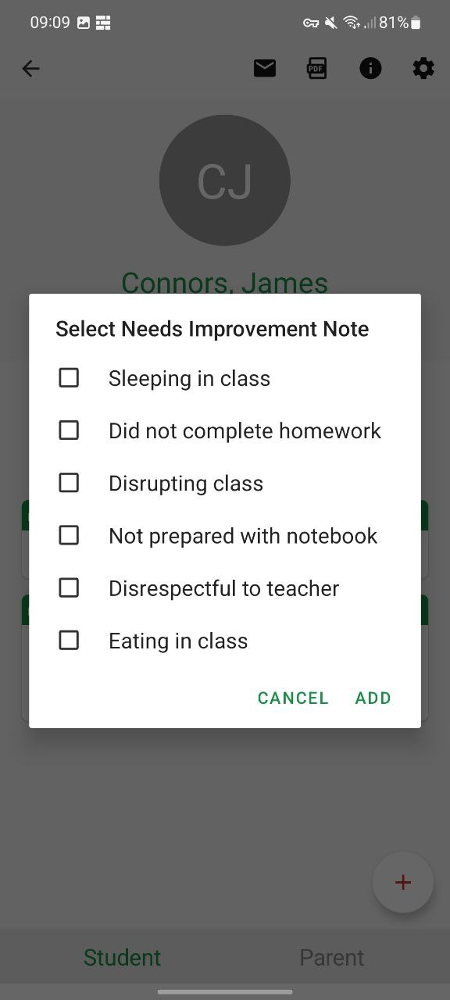 09:09
81%
PDF
CJ
Connors, James
Select Needs Improvement Note
Sleeping in class
Did not complete homework
Disrupting class
Not prepared with notebook
Disrespectful to teacher
Eating in class
CANCEL ADD
+
Student Parent